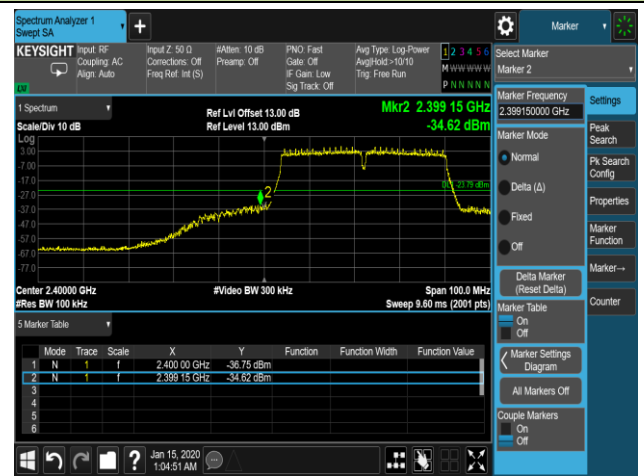 Spectrum Analyzer 1
Swept SA
+
Marker
KEYSIGHT
Input: RF
Coupling: AC
Align: Auto
Input Z: 50 Ω
Corrections: Off
Freq Ref: Int (S)
#Atten: 10 dB
Preamp: Off
PNO: Fast
Gate: Off
IF Gain: Low
Sig Track: Off
Avg Type: Log-Power
Avg|Hold:>10/10
Trig: Free Run
1 2 3 4 5 6
M W W W W W
P N N N N N
LXI
Select Marker
Marker 2
1 Spectrum
Scale/Div 10 dB
Ref Lvl Offset 13.00 dB
Ref Level 13.00 dBm
Mkr2 2.399 15 GHz
-34.62 dBm
Log
3.00
-7.00
-17.0
-27.0
-37.0
-47.0
-57.0
-67.0
-77.0
DL1 -23.79 dBm
2
Center 2.40000 GHz
#Res BW 100 kHz
#Video BW 300 kHz
Span 100.0 MHz
Sweep 9.60 ms (2001 pts)
5 Marker Table
Mode Trace Scale X Y Function Function Width Function Value
1 N 1 f 2.400 00 GHz -36.75 dBm
2 N 1 f 2.399 15 GHz -34.62 dBm
3
4
5
6
Marker Frequency
2.399150000 GHz
Marker Mode
Normal
Delta (Δ)
Fixed
Off
Delta Marker
(Reset Delta)
Marker Table
On
Off
Marker Settings
Diagram
All Markers Off
Couple Markers
On
Off
Settings
Peak
Search
Pk Search
Config
Properties
Marker
Function
Marker→
Counter
?
Jan 15, 2020
1:04:51 AM